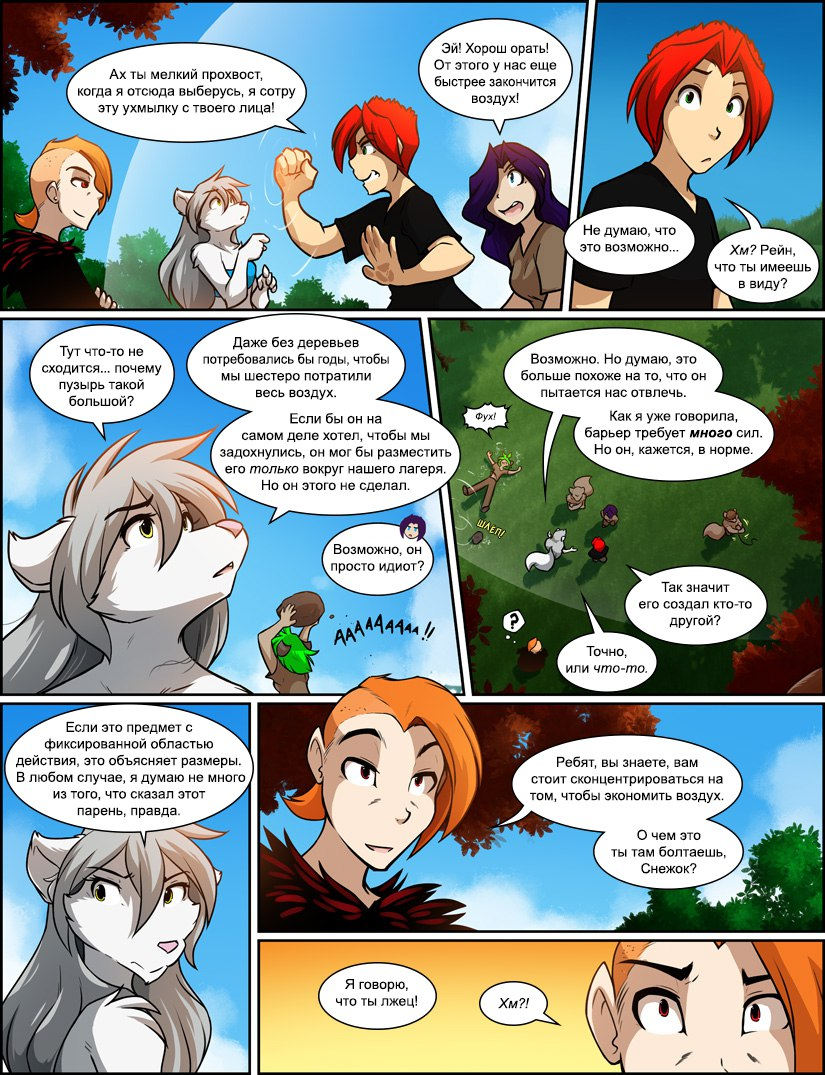 Ах ты мелкий прохвост,
когда я отсюда выберусь, я сотру
эту ухмылку с твоего лица!
Эй! Хорош орать!
От этого у нас еще
быстрее закончится
воздух!
Не думаю, что
это возможно...
Хм? Рейн,
что ты имеешь
в виду?
Тут что-то не
сходится... почему
пузырь такой
большой?
Даже без деревьев
потребовались бы годы, чтобы
мы шестеро потратили
весь воздух.
Если бы он на
самом деле хотел, чтобы мы
задохнулись, он мог бы разместить
его только вокруг нашего лагеря.
Но он этого не сделал.
Возможно, он
просто идиот?
АААААААаа!!
Возможно. Но думаю, это
больше похоже на то, что он
пытается нас отвлечь.
Как я уже говорила,
барьер требует много сил.
Но он, кажется, в норме.
Фух!
ШЛЕП!
Так значит
его создал кто-то
другой?
Точно,
или что-то.
?
Если это предмет с
фиксированной областью
действия, это объясняет размеры.
В любом случае, я думаю не много
из того, что сказал этот
парень, правда.
Ребят, вы знаете, вам
стоит сконцентрироваться на
том, чтобы экономить воздух.
О чем это
ты там болтаешь,
Снежок?
Я говорю,
что ты лжец!
Хм?!